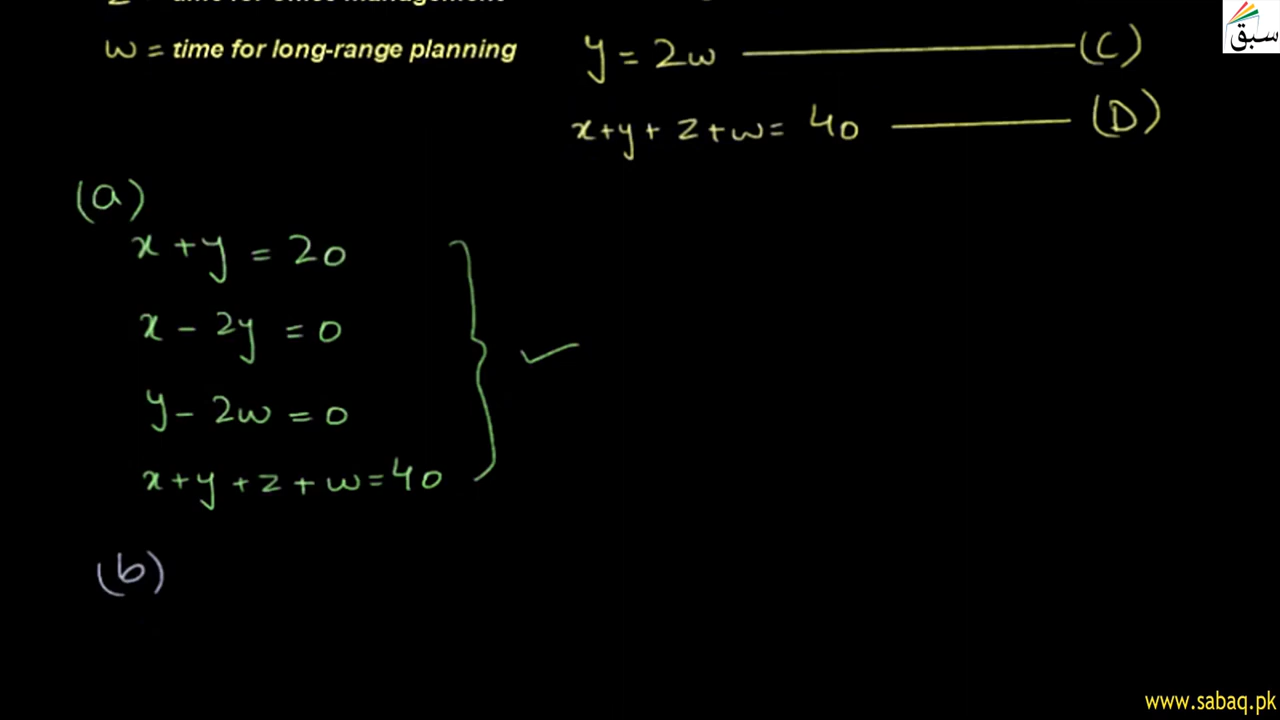 w = time for long-range planning
y = 2w (C)
x+y+z+w= 40 (D)
(a)
x+y = 20
x - 2y = 0
y - 2w = 0
x+y+z+w=40
(b)
سبق
www.sabaq.pk